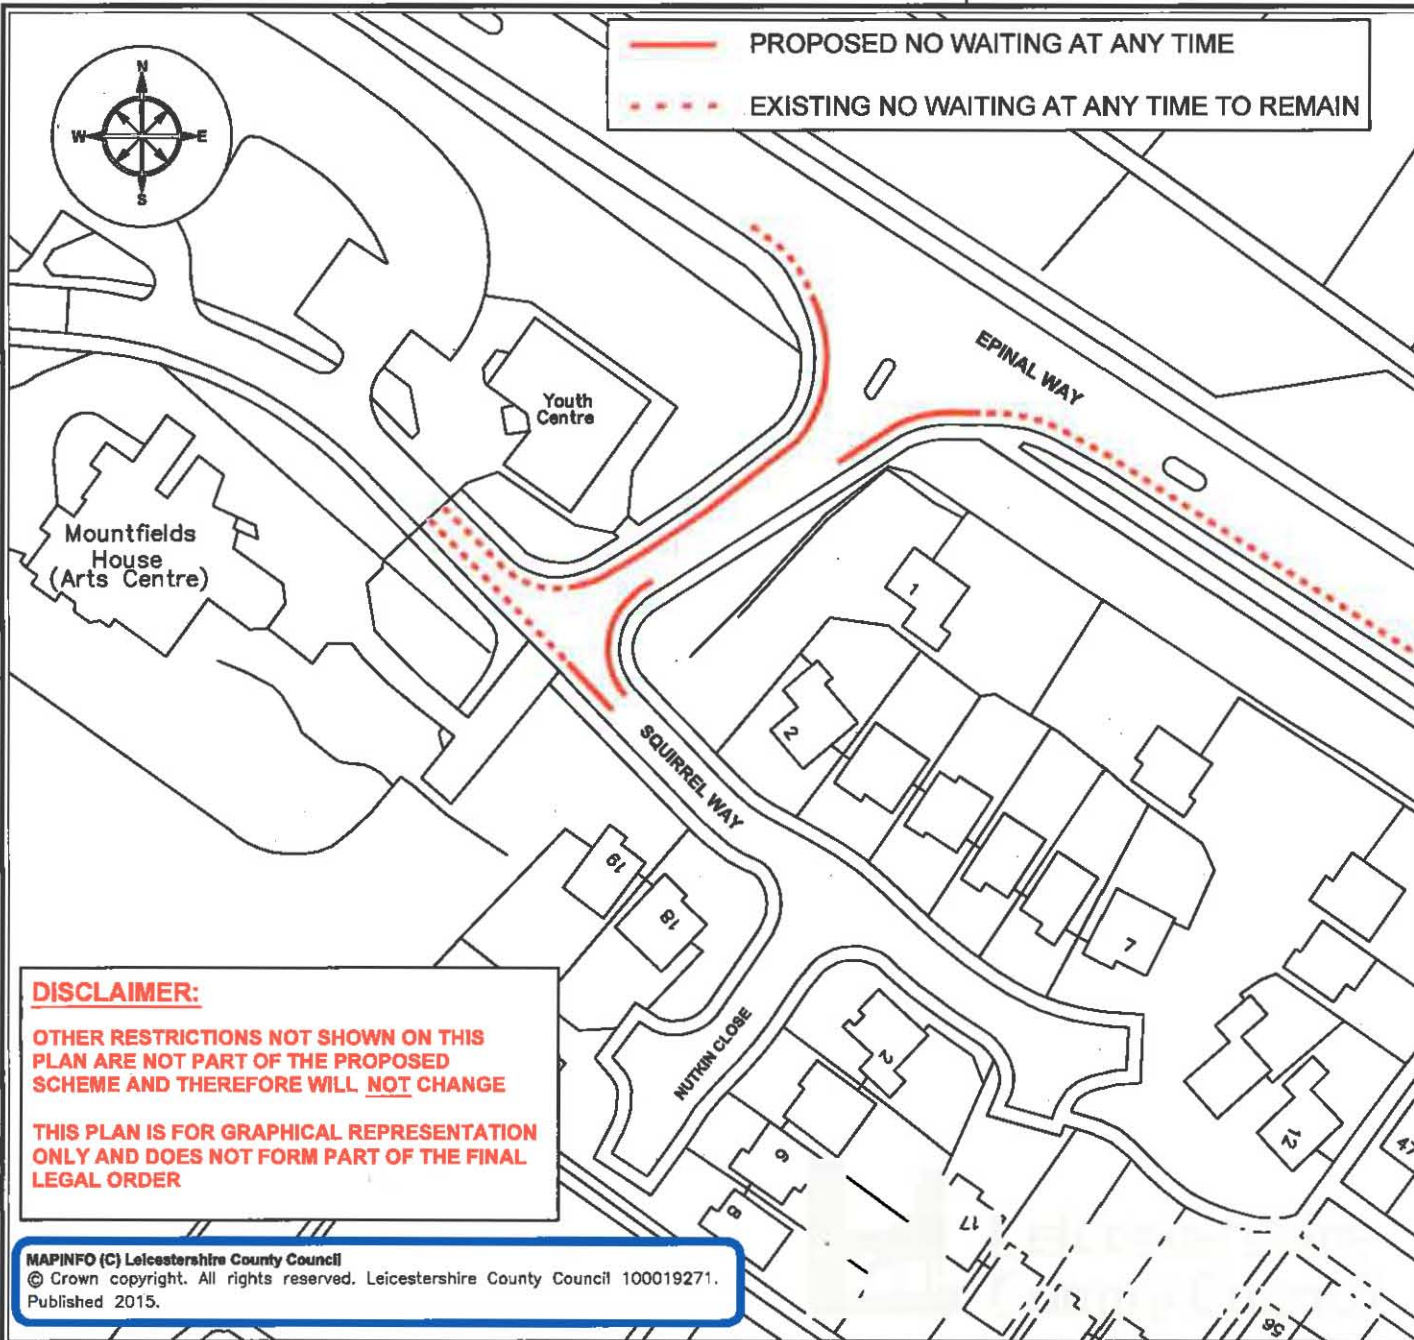 PROPOSED NO WAITING AT ANY TIME
EXISTING NO WAITING AT ANY TIME TO REMAIN
N
W E
S
EPINAL WAY
Youth
Centre
Mountfields
House
(Arts Centre)
1
2
SQUIRREL WAY
19
18
7
NUTKIN CLOSE
2
6
8
17
12
47
56
DISCLAIMER:
OTHER RESTRICTIONS NOT SHOWN ON THIS
PLAN ARE NOT PART OF THE PROPOSED
SCHEME AND THEREFORE WILL NOT CHANGE
THIS PLAN IS FOR GRAPHICAL REPRESENTATION
ONLY AND DOES NOT FORM PART OF THE FINAL
LEGAL ORDER
MAPINFO (C) Leicestershire County Council
© Crown copyright. All rights reserved. Leicestershire County Council 100019271.
Published 2015.